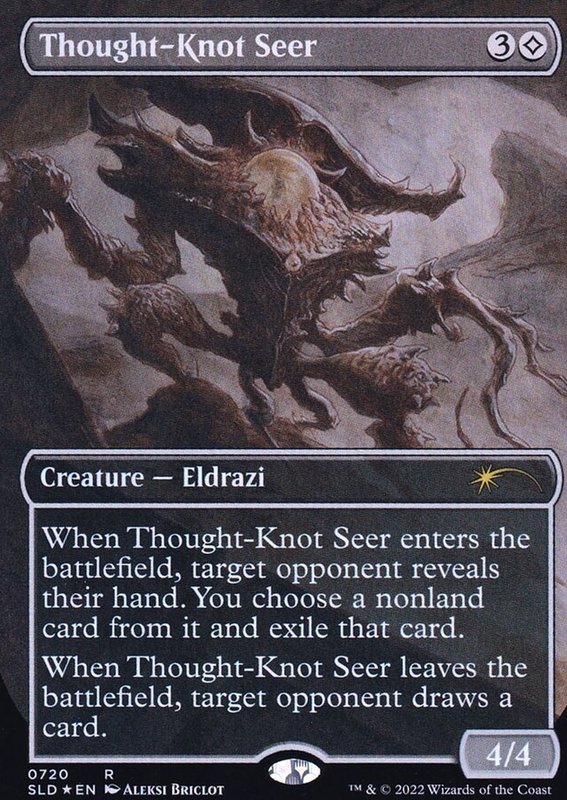 Thought-Knot Seer 3
Creature — Eldrazi
When Thought-Knot Seer enters the
battlefield, target opponent reveals
their hand. You choose a nonland
card from it and exile that card.
When Thought-Knot Seer leaves the
battlefield, target opponent draws a
card.
4/4
0720 R
SLD ★ EN Aleksi Briclot
™ & © 2022 Wizards of the Coast